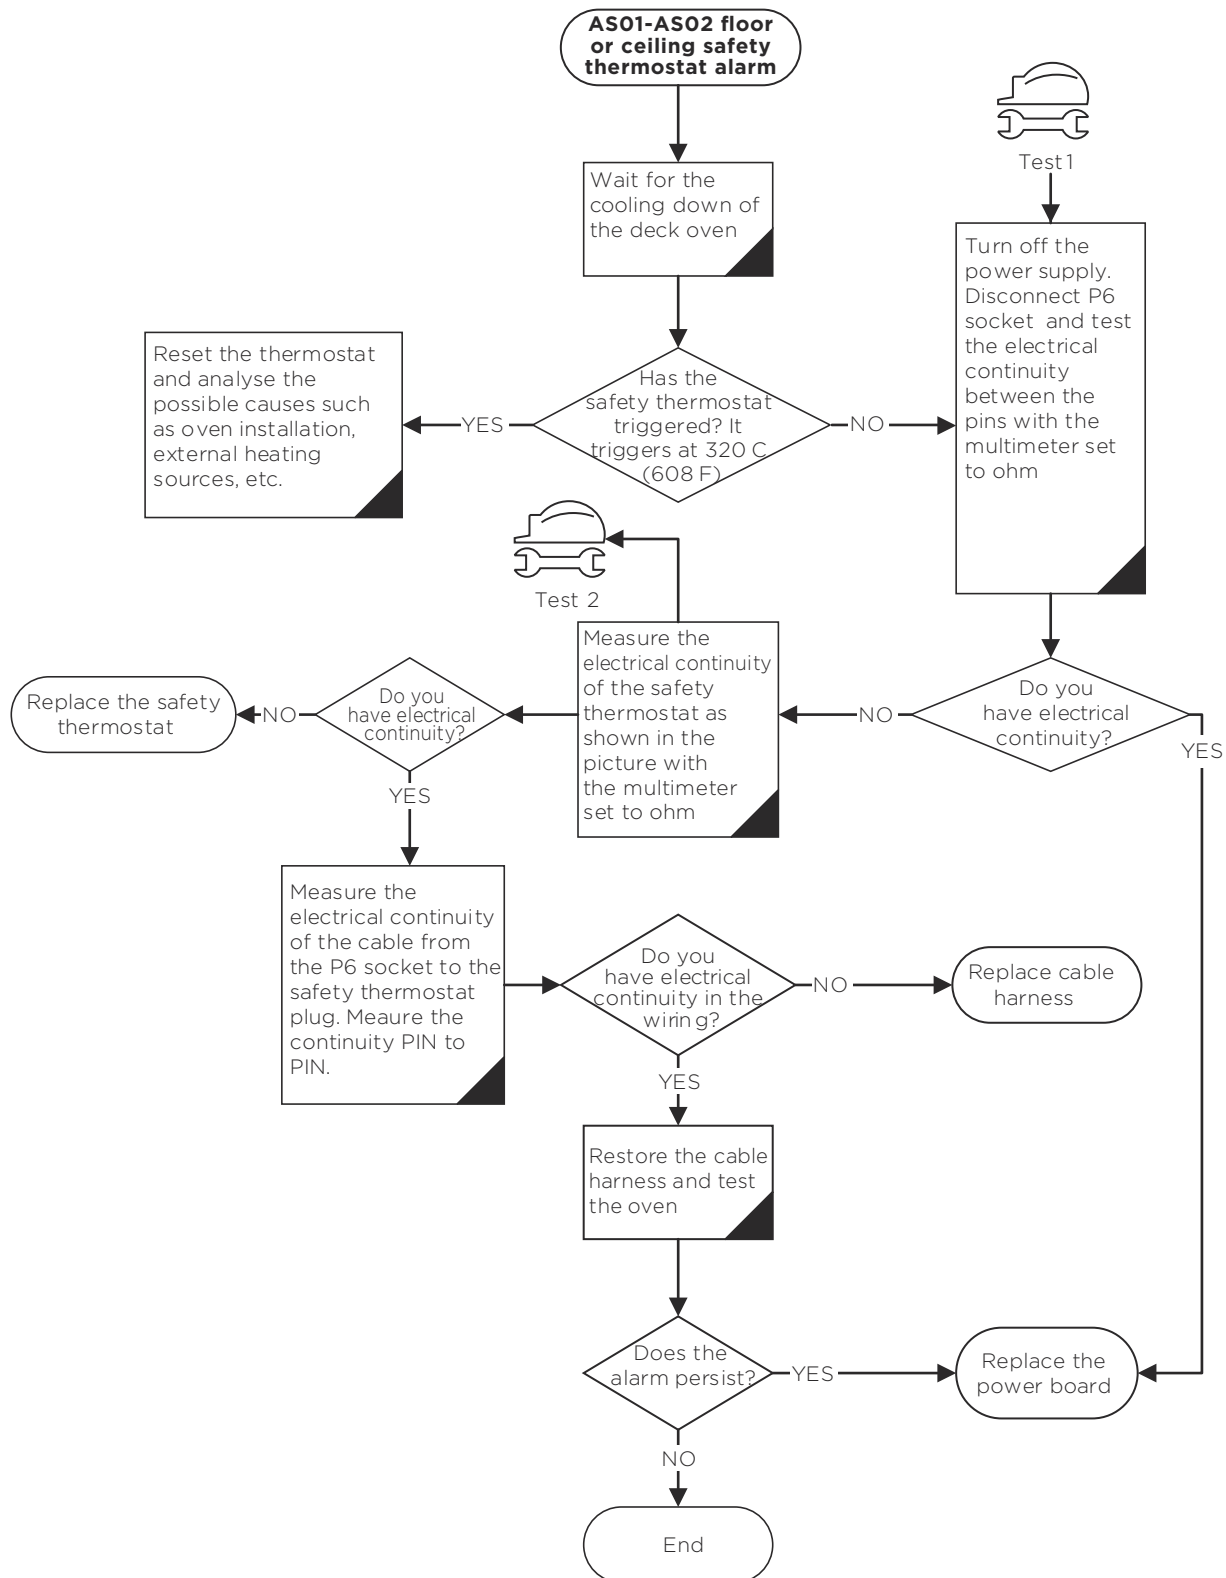 AS01-AS02 floor
or ceiling safety
thermostat alarm
Test 1
Wait for the
cooling down of
the deck oven
Turn off the
power supply.
Disconnect P6
socket and test
the electrical
continuity
between the
pins with the
multimeter set
to ohm
Reset the thermostat
and analyse the
possible causes such
as oven installation,
external heating
sources, etc.
YES
Has the
safety thermostat
triggered? It
triggers at 320 C
(608 F)
NO
Test 2
Replace the safety
thermostat
NO
Do you
have electrical
continuity?
YES
Measure the
electrical continuity
of the safety
thermostat as
shown in the
picture with
the multimeter
set to ohm
NO
Do you
have electrical
continuity?
YES
Measure the
electrical continuity
of the cable from
the P6 socket to the
safety thermostat
plug. Meaure the
continuity PIN to
PIN.
Do you
have electrical
continuity in the
wiring?
NO
Replace cable
harness
YES
Restore the cable
harness and test
the oven
Does the
alarm persist?
YES
Replace the
power board
NO
End